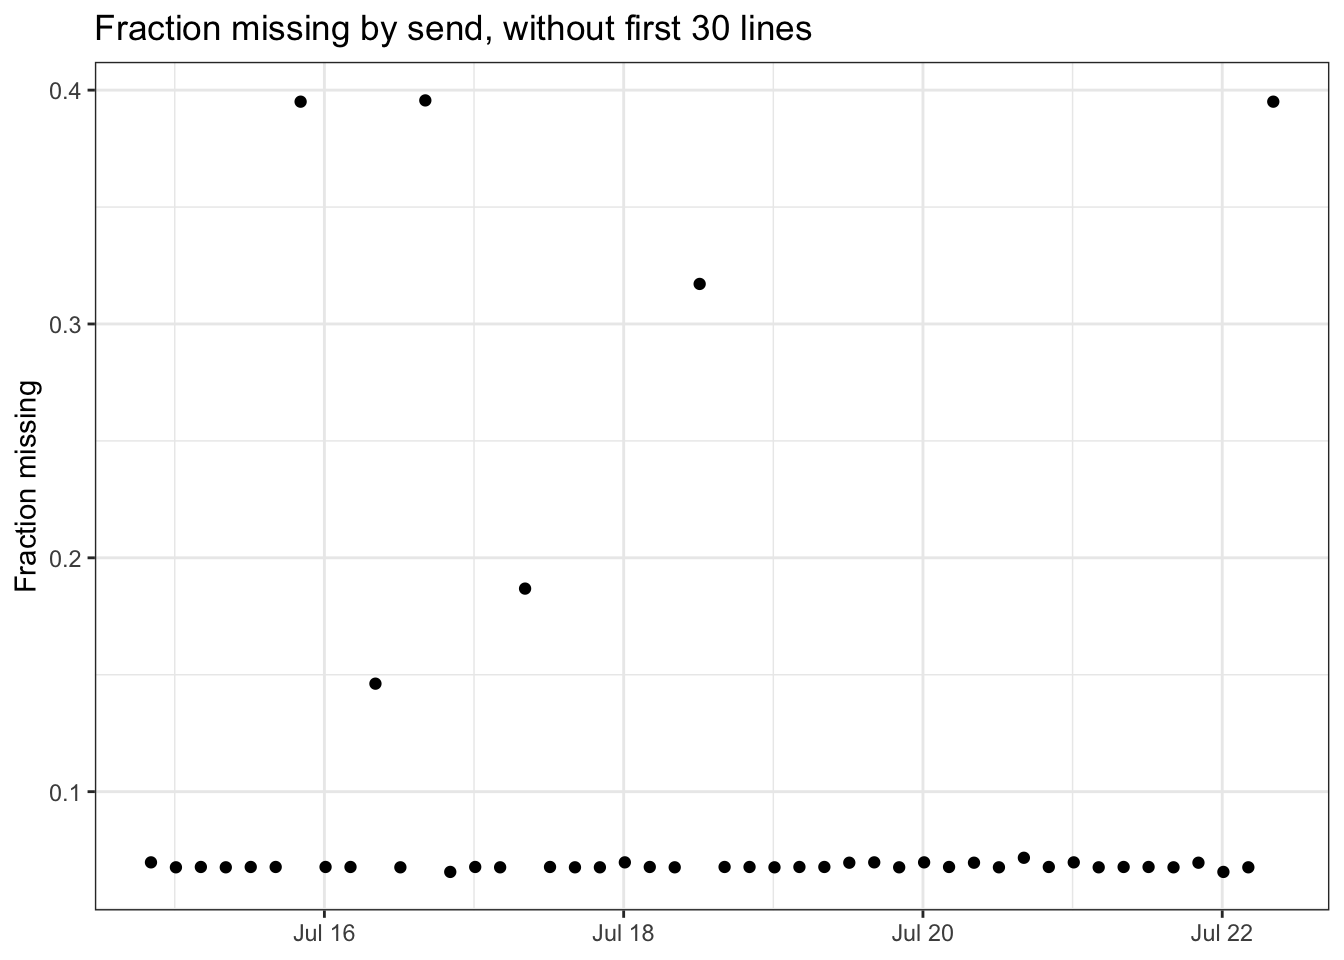 Fraction missing by send, without first 30 lines
0.4
0.3
0.2
0.1
Fraction missing
Jul 16 Jul 18 Jul 20 Jul 22